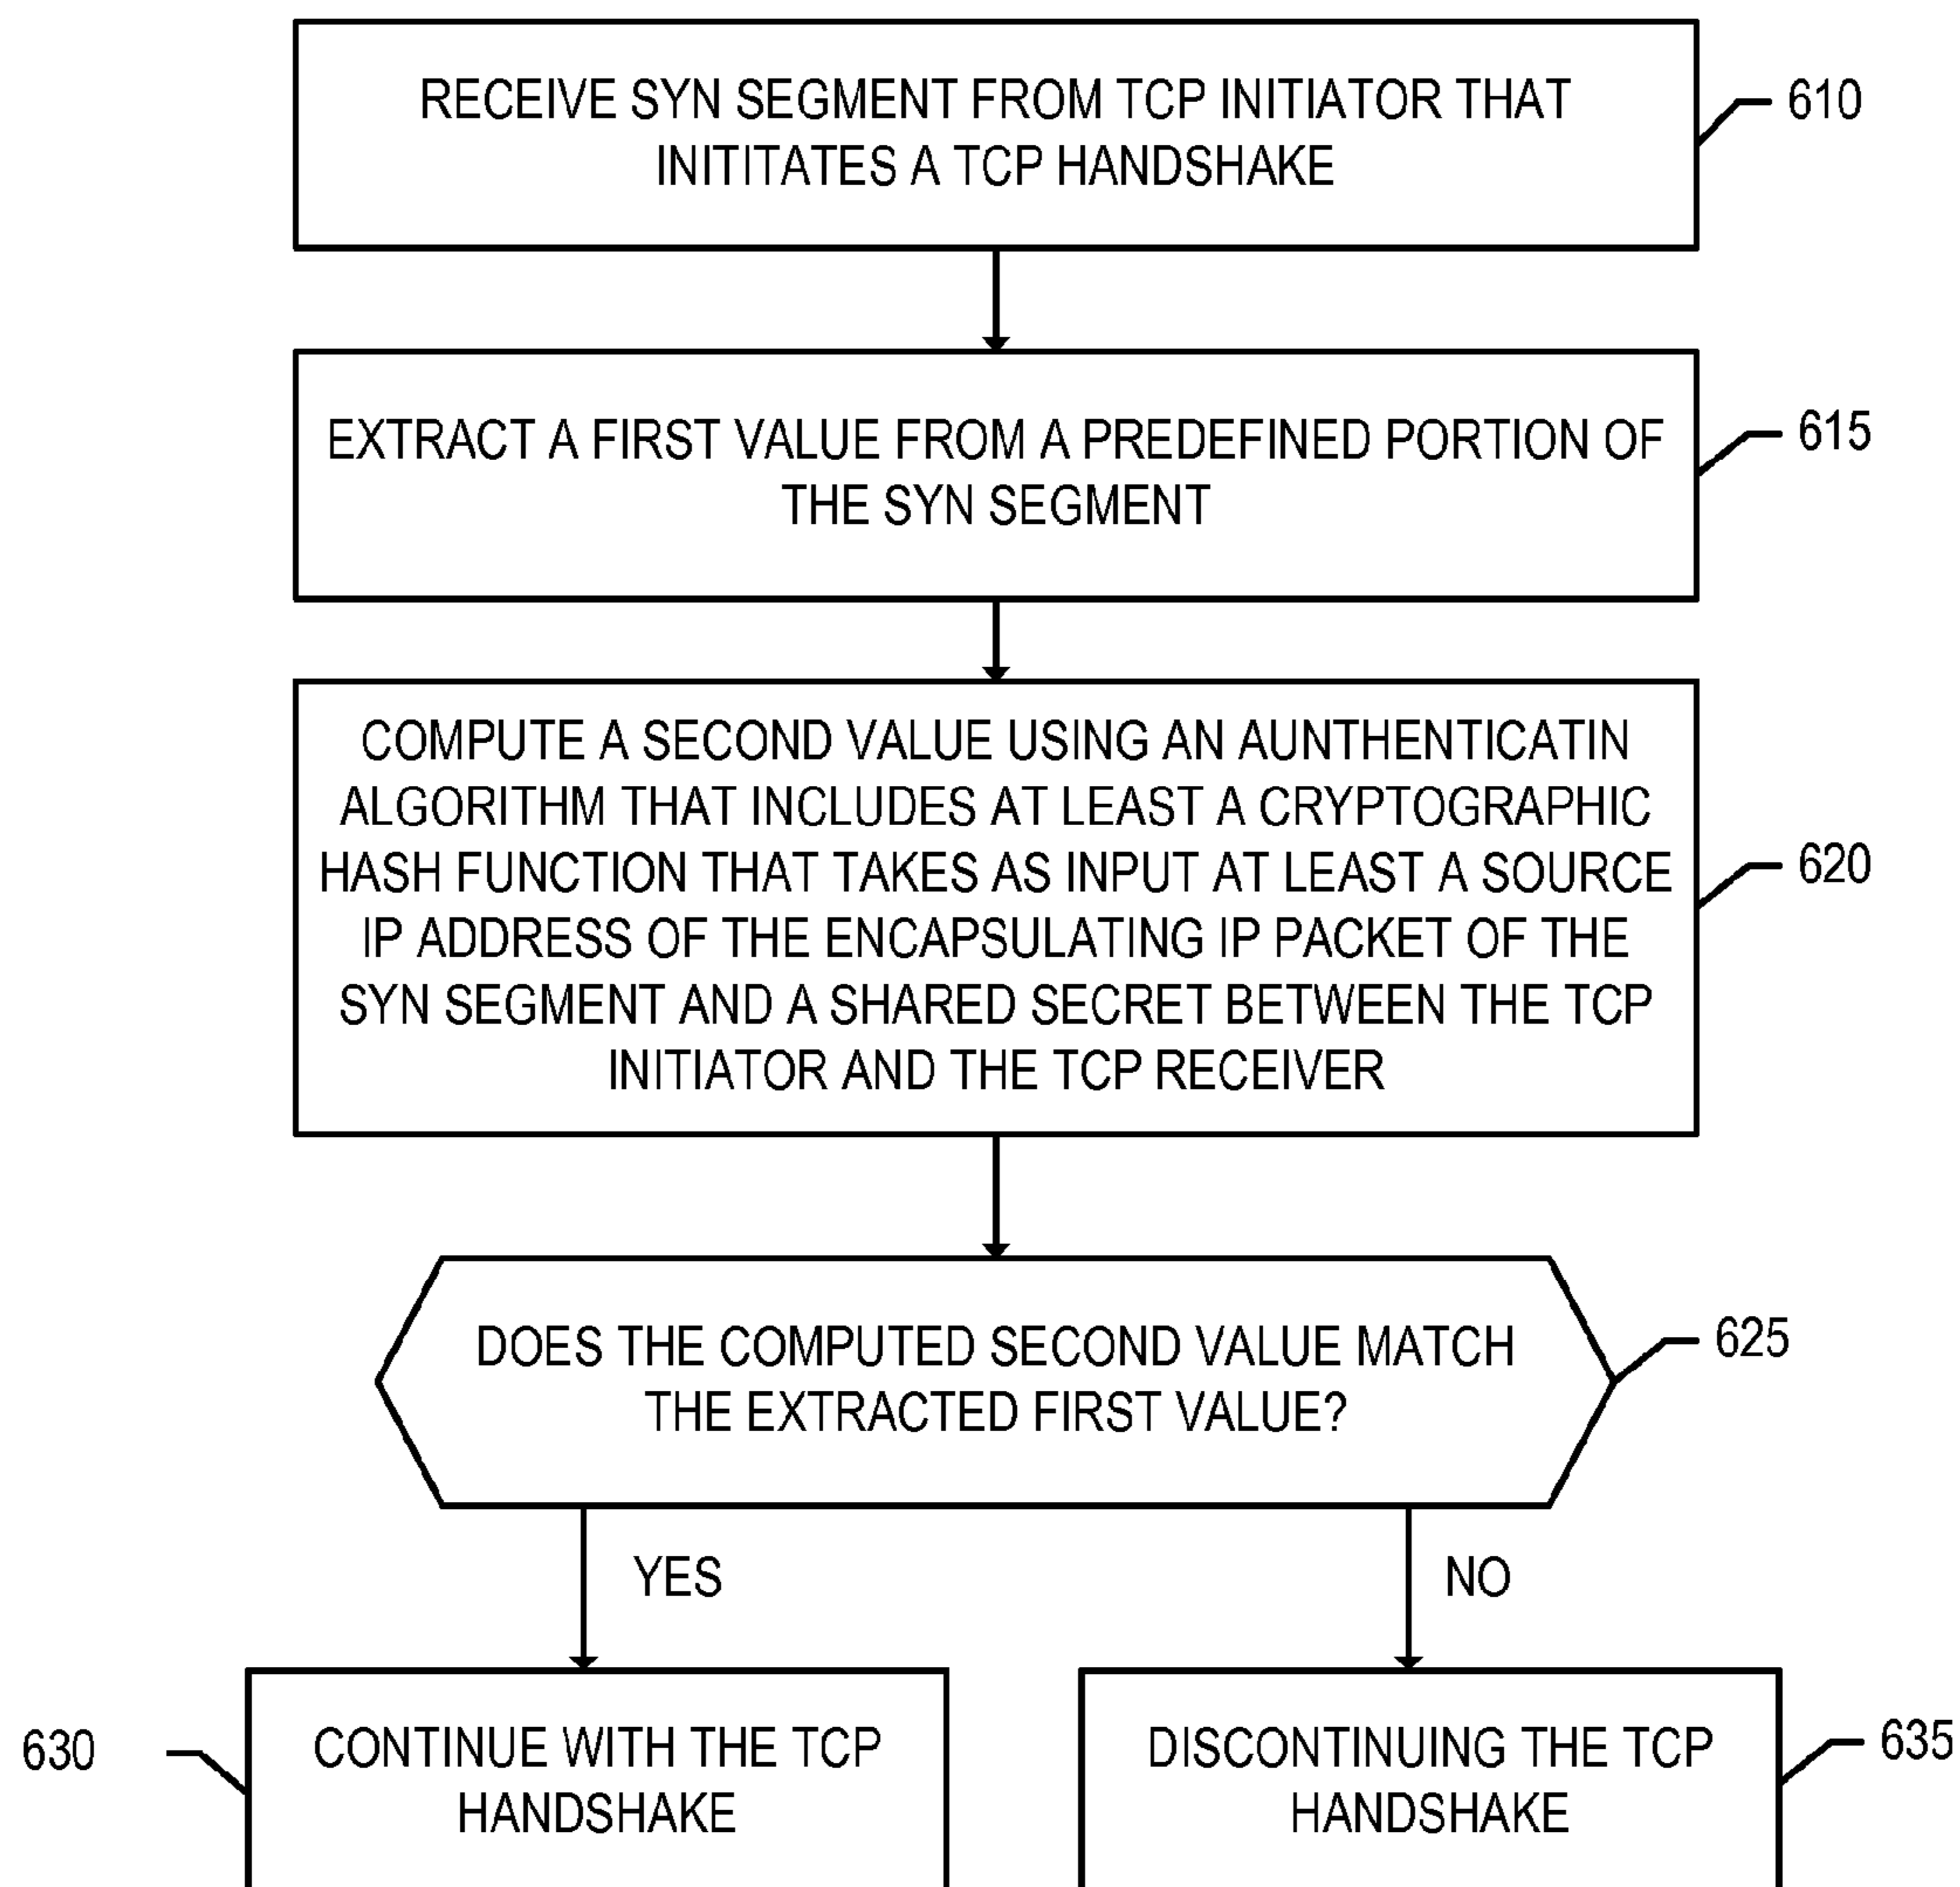 RECEIVE SYN SEGMENT FROM TCP INITIATOR THAT
INITITATES A TCP HANDSHAKE
610
EXTRACT A FIRST VALUE FROM A PREDEFINED PORTION OF
THE SYN SEGMENT
615
COMPUTE A SECOND VALUE USING AN AUNTHENTICATIN
ALGORITHM THAT INCLUDES AT LEAST A CRYPTOGRAPHIC
HASH FUNCTION THAT TAKES AS INPUT AT LEAST A SOURCE
IP ADDRESS OF THE ENCAPSULATING IP PACKET OF THE
SYN SEGMENT AND A SHARED SECRET BETWEEN THE TCP
INITIATOR AND THE TCP RECEIVER
620
DOES THE COMPUTED SECOND VALUE MATCH
THE EXTRACTED FIRST VALUE?
625
YES
NO
630
CONTINUE WITH THE TCP
HANDSHAKE
DISCONTINUING THE TCP
HANDSHAKE
635